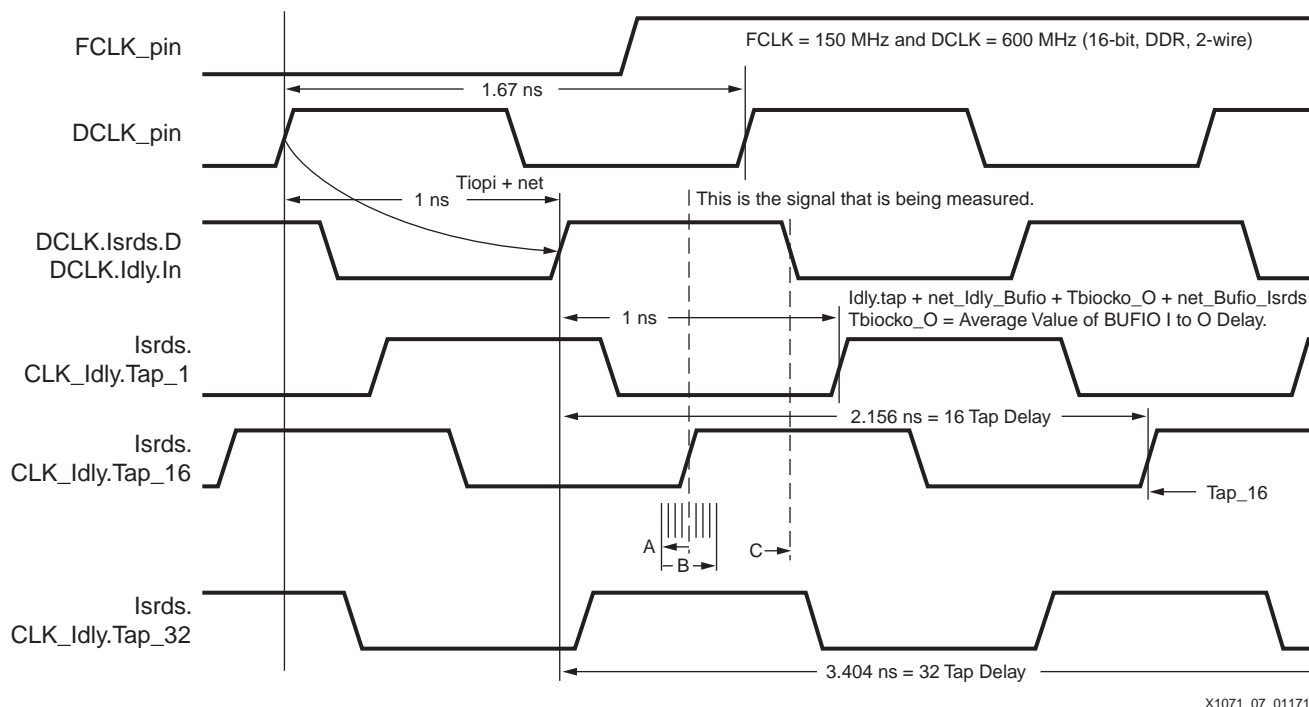 FCLK_pin
FCLK = 150 MHz and DCLK = 600 MHz (16-bit, DDR, 2-wire)
1.67 ns
DCLK_pin
Tiopi + net
1 ns
This is the signal that is being measured.
DCLK.Isrds.D
DCLK.Idly.In
Idly.tap + net_Idly_Bufio + Tbiocko_O + net_Bufio_Isrds
Tbiocko_O = Average Value of BUFIO I to O Delay.
1 ns
Isrds.
CLK_Idly.Tap_1
2.156 ns = 16 Tap Delay
Isrds.
CLK_Idly.Tap_16
Tap_16
A
B
C
Isrds.
CLK_Idly.Tap_32
3.404 ns = 32 Tap Delay
X1071_07_01171